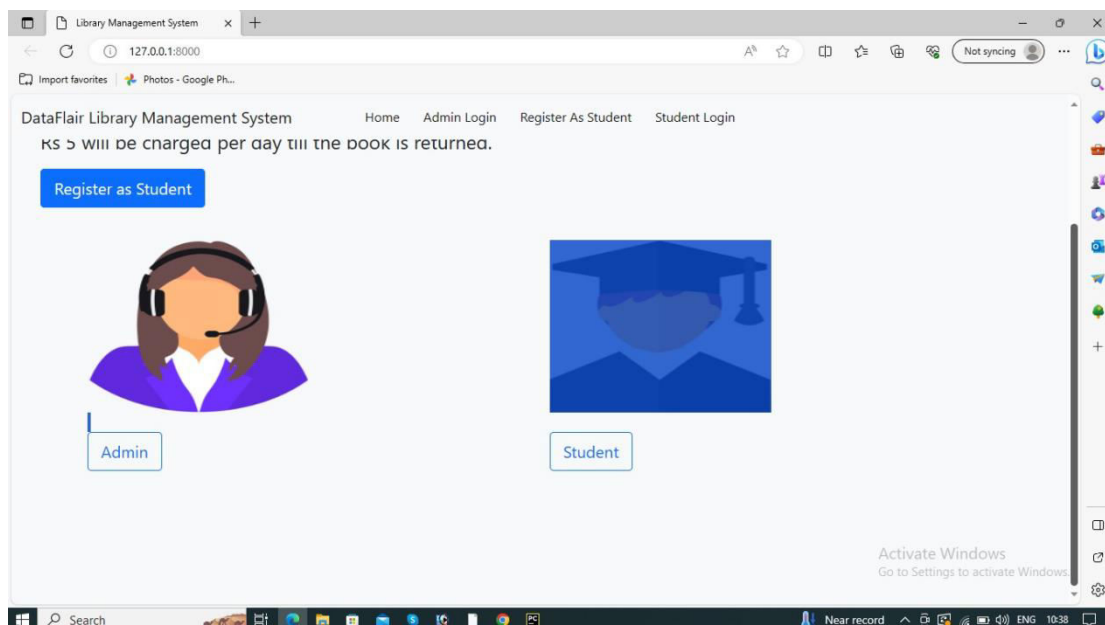 Library Management System
127.0.0.1:8000
Not syncing
Import favorites
Photos - Google Ph...
DataFlair Library Management System Home Admin Login Register As Student Student Login
Rs 5 will be charged per day till the book is returned.
Register as Student
Admin Student
Activate Windows
Go to Settings to activate Windows.
Search Near record ENG 10:38